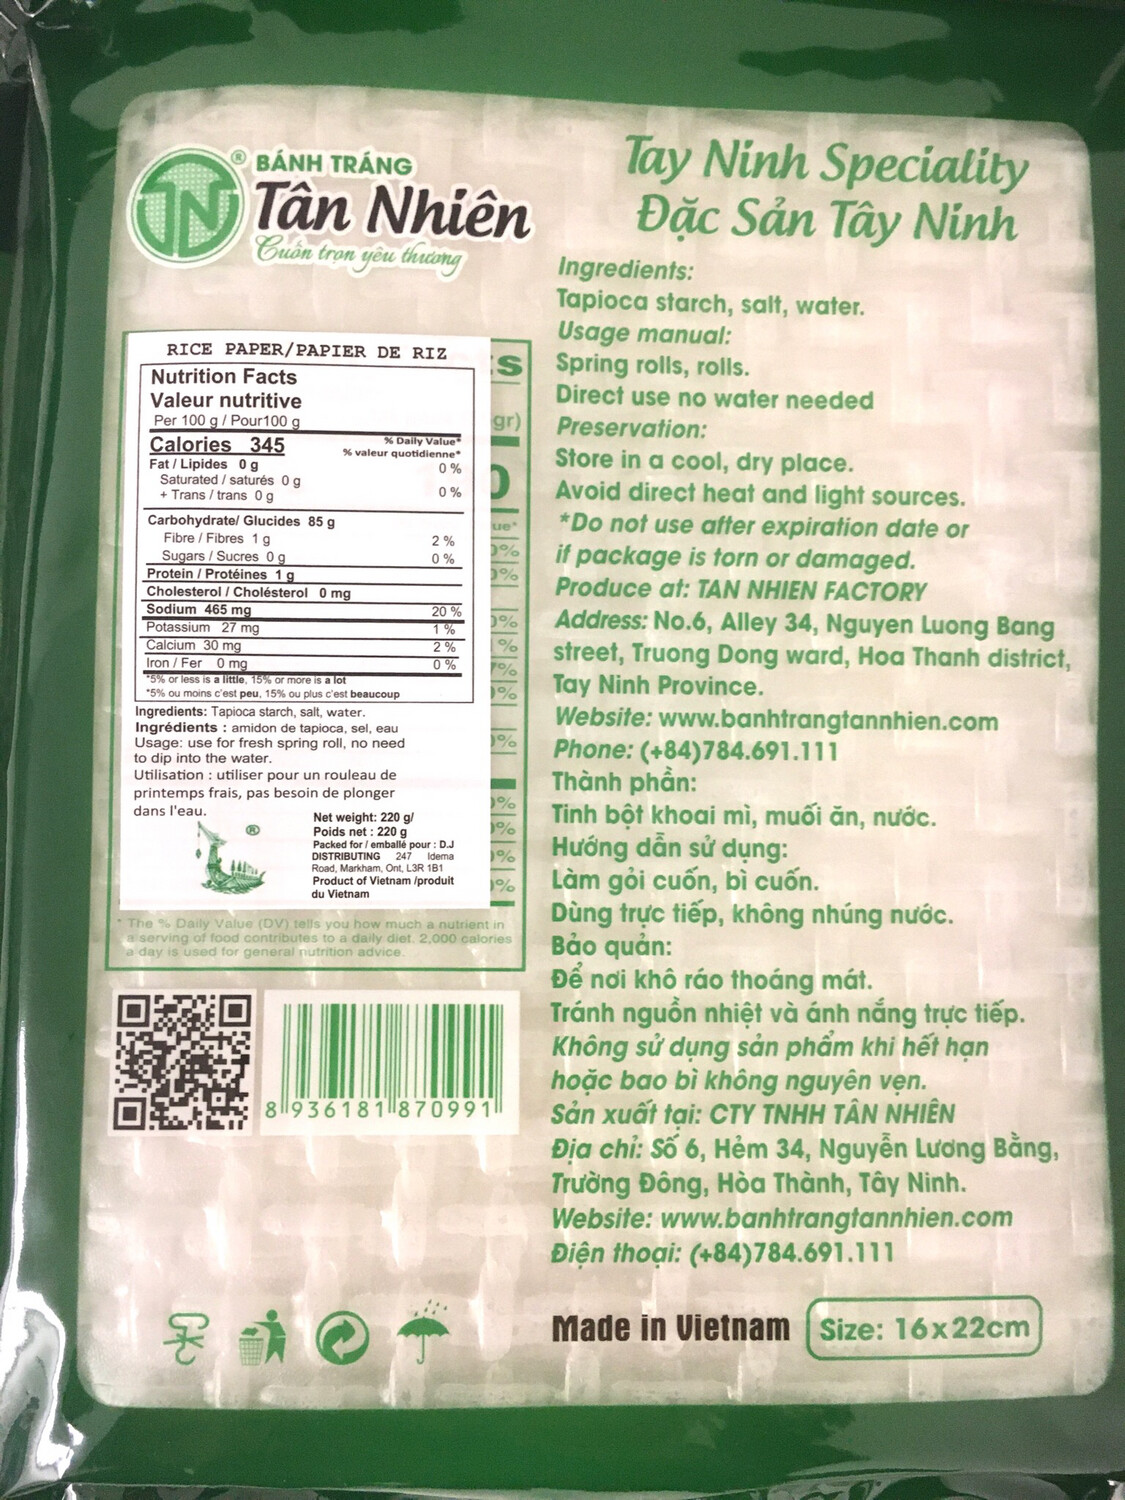 BÁNH TRÁNG
Tân Nhiên
Cuốn trọn yêu thương
Tay Ninh Speciality
Đặc Sản Tây Ninh
RICE PAPER/PAPIER DE RIZ
Nutrition Facts
Valeur nutritive
Per 100 g / Pour100 g
Calories 345
% Daily Value*
% valeur quotidienne*
Fat / Lipides 0 g 0 %
Saturated / saturés 0 g
+ Trans / trans 0 g 0 %
Carbohydrate/ Glucides 85 g
Fibre / Fibres 1 g 2 %
Sugars / Sucres 0 g 0 %
Protein / Protéines 1 g
Cholesterol / Choléstérol 0 mg
Sodium 465 mg 20 %
Potassium 27 mg 1 %
Calcium 30 mg 2 %
Iron / Fer 0 mg 0 %
*5% or less is a little, 15% or more is a lot
*5% ou moins c'est peu, 15% ou plus c'est beaucoup
Ingredients: Tapioca starch, salt, water.
Ingrédients : amidon de tapioca, sel, eau
Usage: use for fresh spring roll, no need
to dip into the water.
Utilisation : utiliser pour un rouleau de
printemps frais, pas besoin de plonger
dans l'eau.
®
Net weight: 220 g/
Poids net : 220 g
Packed for / emballé pour : D.J
DISTRIBUTING 247 Idema
Road, Markham, Ont, L3R 1B1
Product of Vietnam /produit
du Vietnam
* The % Daily Value (DV) tells you how much a nutrient in
a serving of food contributes to a daily diet. 2,000 calories
a day is used for general nutrition advice.
8 936181 870991
Ingredients:
Tapioca starch, salt, water.
Usage manual:
Spring rolls, rolls.
Direct use no water needed
Preservation:
Store in a cool, dry place.
Avoid direct heat and light sources.
*Do not use after expiration date or
if package is torn or damaged.
Produce at: TAN NHIEN FACTORY
Address: No.6, Alley 34, Nguyen Luong Bang
street, Truong Dong ward, Hoa Thanh district,
Tay Ninh Province.
Website: www.banhtrangtannhien.com
Phone: (+84)784.691.111
Thành phần:
Tinh bột khoai mì, muối ăn, nước.
Hướng dẫn sử dụng:
Làm gỏi cuốn, bì cuốn.
Dùng trực tiếp, không nhúng nước.
Bảo quản:
Để nơi khô ráo thoáng mát.
Tránh nguồn nhiệt và ánh nắng trực tiếp.
Không sử dụng sản phẩm khi hết hạn
hoặc bao bì không nguyên vẹn.
Sản xuất tại: CTY TNHH TÂN NHIÊN
Địa chỉ: Số 6, Hẻm 34, Nguyễn Lương Bằng,
Trường Đông, Hòa Thành, Tây Ninh.
Website: www.banhtrangtannhien.com
Điện thoại: (+84)784.691.111
Made in Vietnam
Size: 16x22cm